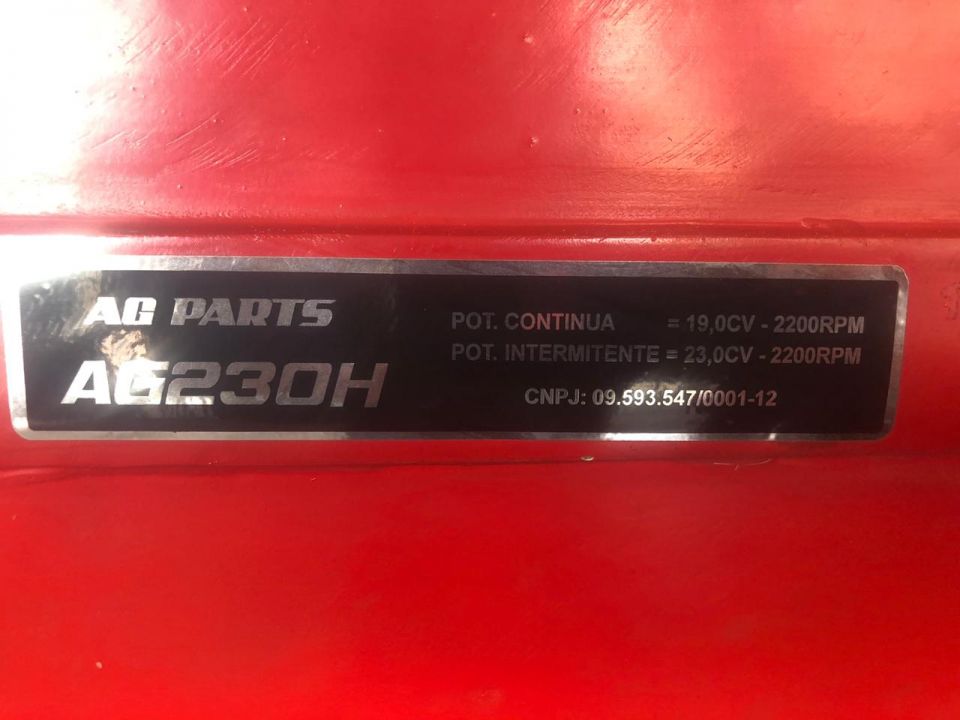 AG PARTS
AG230H
POT. CONTINUA = 19,0CV - 2200RPM
POT. INTERMITENTE = 23,0CV - 2200RPM
CNPJ: 09.593.547/0001-12